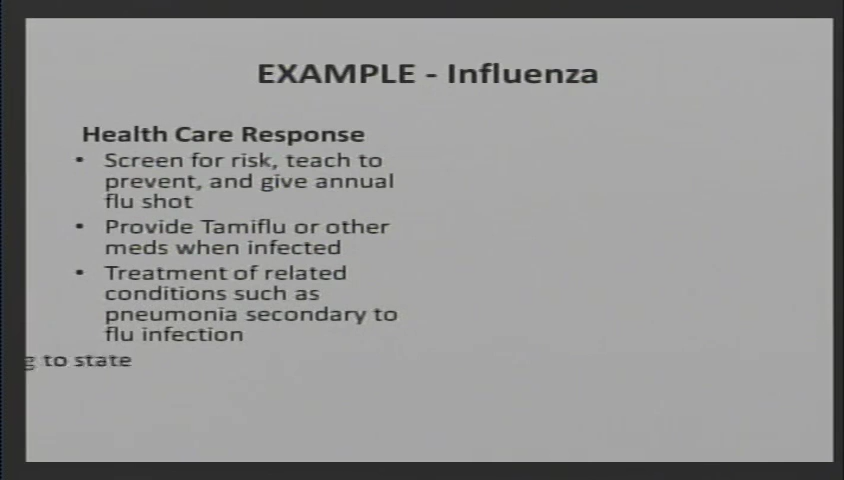 EXAMPLE - Influenza
Health Care Response
• Screen for risk, teach to
prevent, and give annual
flu shot
• Provide Tamiflu or other
meds when infected
• Treatment of related
conditions such as
pneumonia secondary to
flu infection
to state